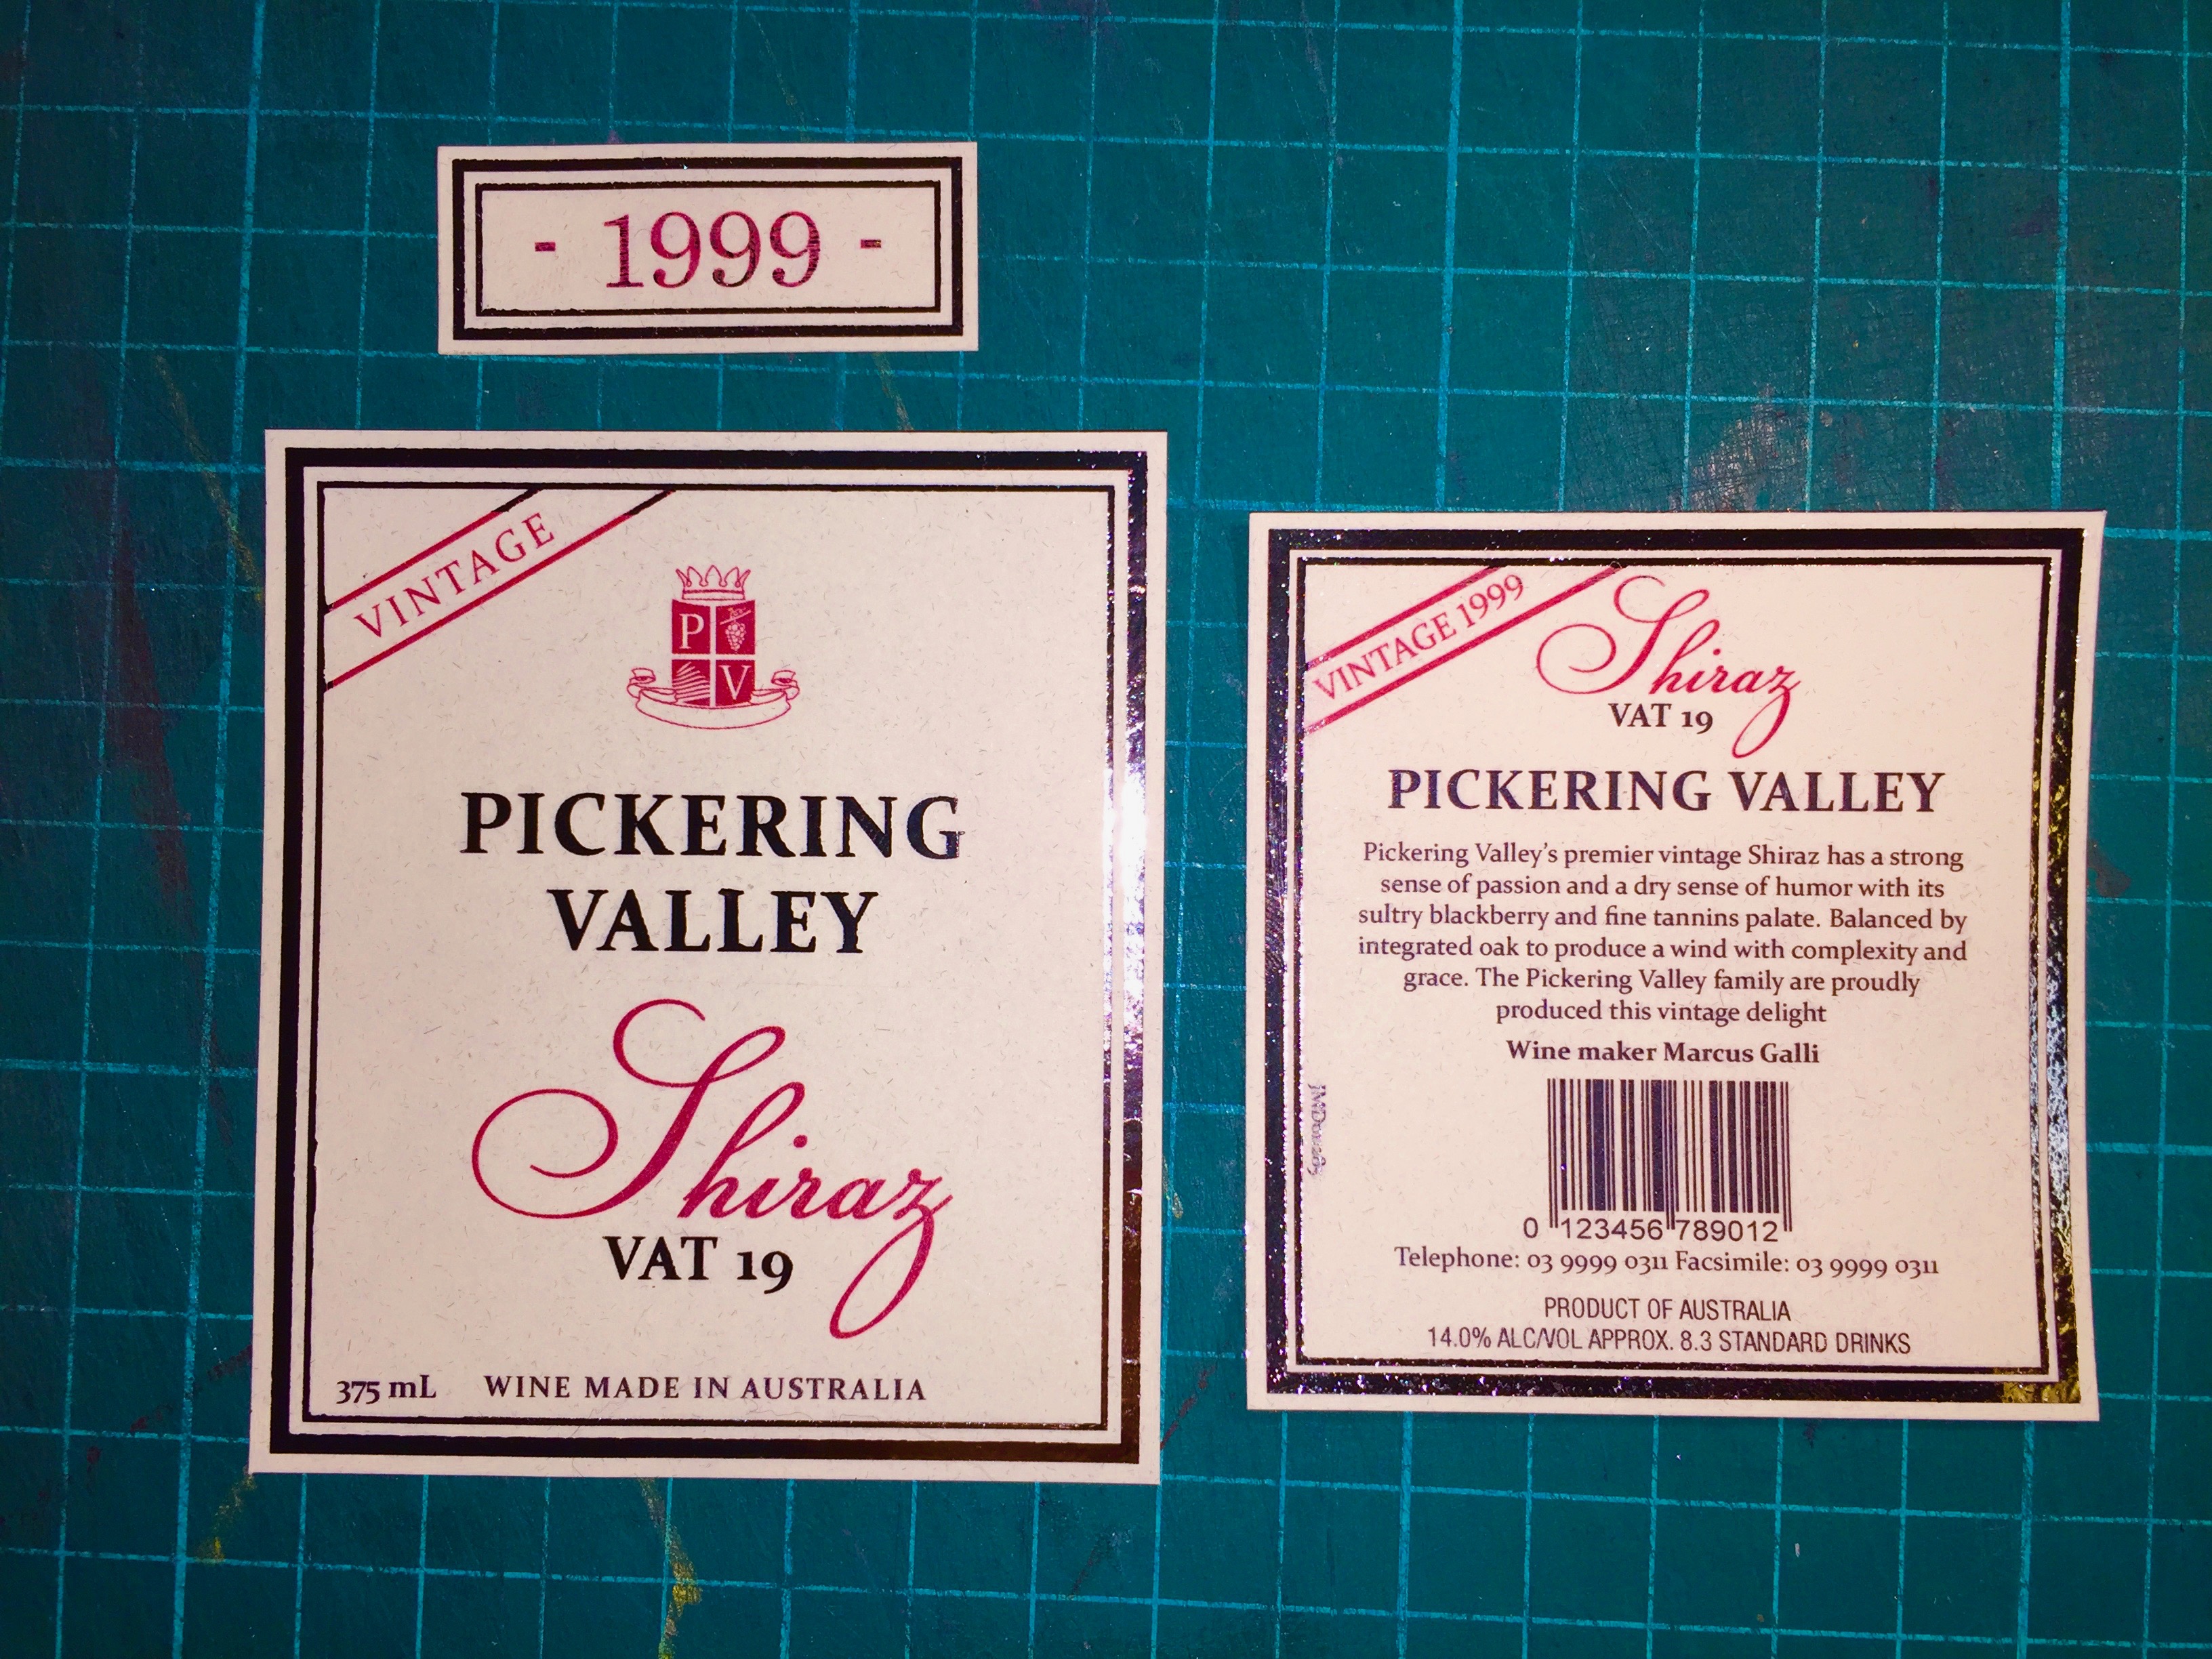 - 1999 -
VINTAGE
P
V
PICKERING
VALLEY
Shiraz
VAT 19
375 mL WINE MADE IN AUSTRALIA
VINTAGE 1999
Shiraz
VAT 19
PICKERING VALLEY
Pickering Valley's premier vintage Shiraz has a strong
sense of passion and a dry sense of humor with its
sultry blackberry and fine tannins palate. Balanced by
integrated oak to produce a wind with complexity and
grace. The Pickering Valley family are proudly
produced this vintage delight
Wine maker Marcus Galli
0 123456 789012
Telephone: 03 9999 0311 Facsimile: 03 9999 0311
PRODUCT OF AUSTRALIA
14.0% ALC/VOL APPROX. 8.3 STANDARD DRINKS